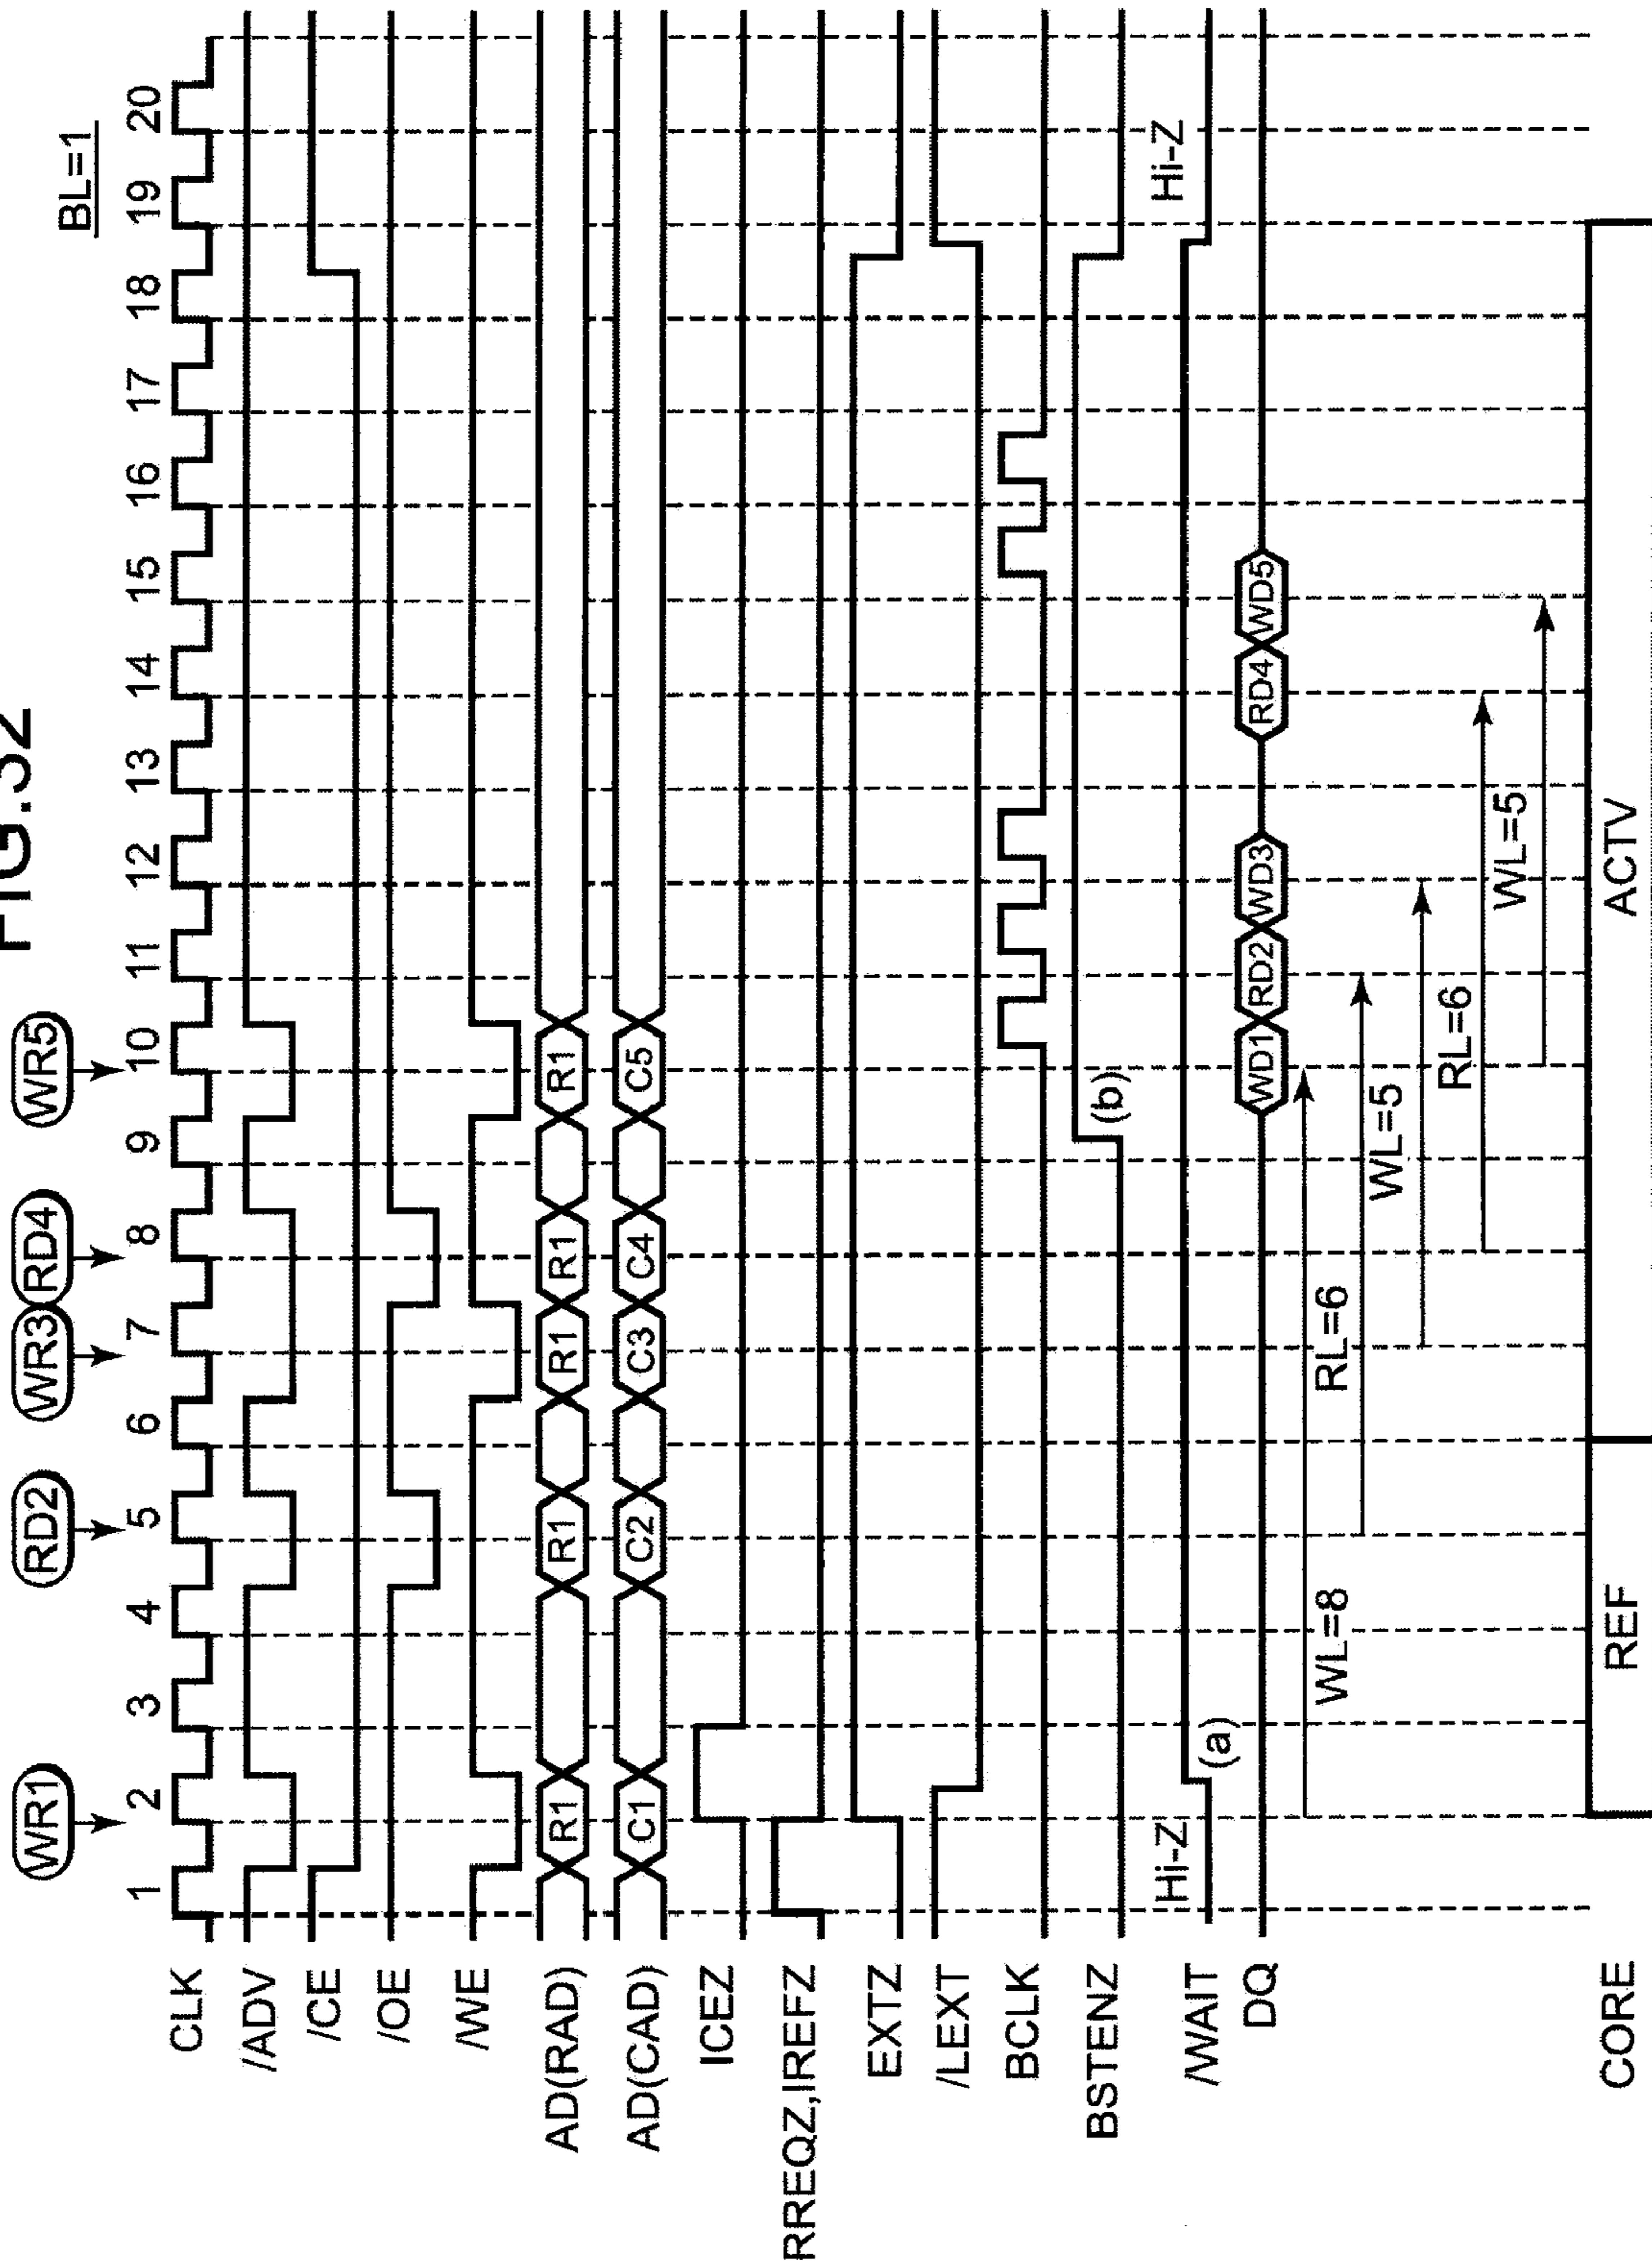 FIG.32
BL=1
WR1 RD2 WR3 RD4 WR5
1 2 3 4 5 6 7 8 9 10 11 12 13 14 15 16 17 18 19 20
CLK
/ADV
/CE
/OE
/WE
AD(RAD) R1 R1 R1 R1 R1
AD(CAD) C1 C2 C3 C4 C5
ICEZ
RREQZ,IREFZ
EXTZ
/LEXT
BCLK
BSTENZ (b)
/WAIT Hi-Z (a) Hi-Z
DQ WD1 RD2 WD3 RD4 WD5
WL=8
RL=6
WL=5
RL=6
WL=5
CORE REF ACTV